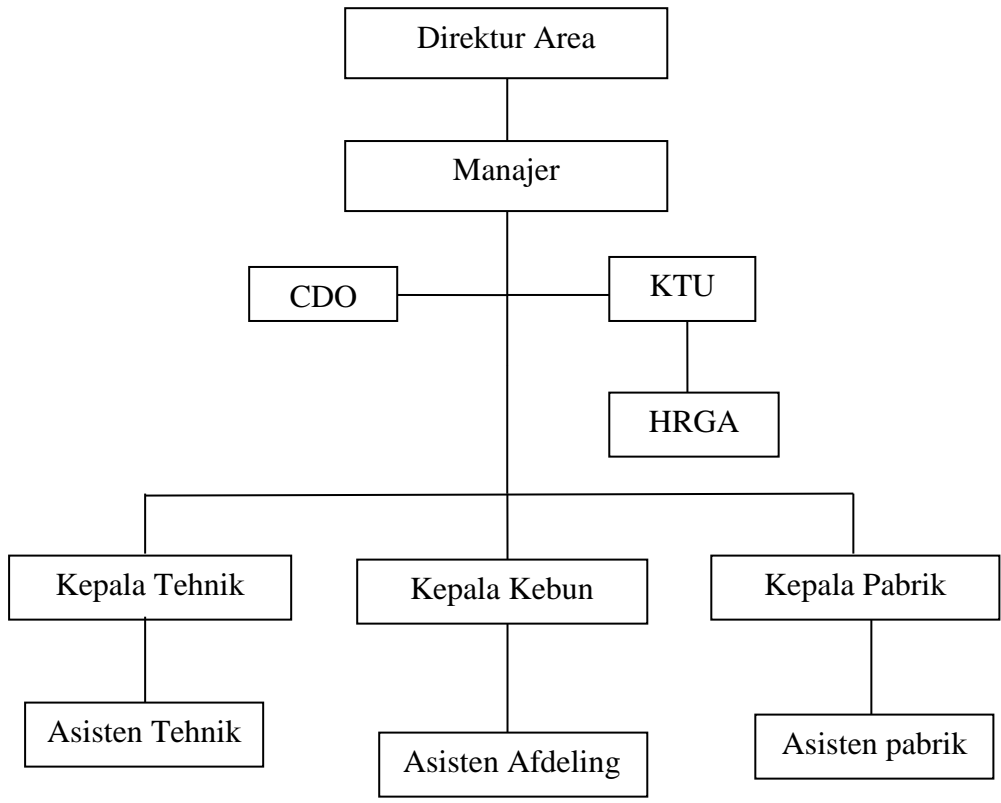 Direktur Area
Manajer
CDO
KTU
HRGA
Kepala Tehnik
Kepala Kebun
Kepala Pabrik
Asisten Tehnik
Asisten Afdeling
Asisten pabrik